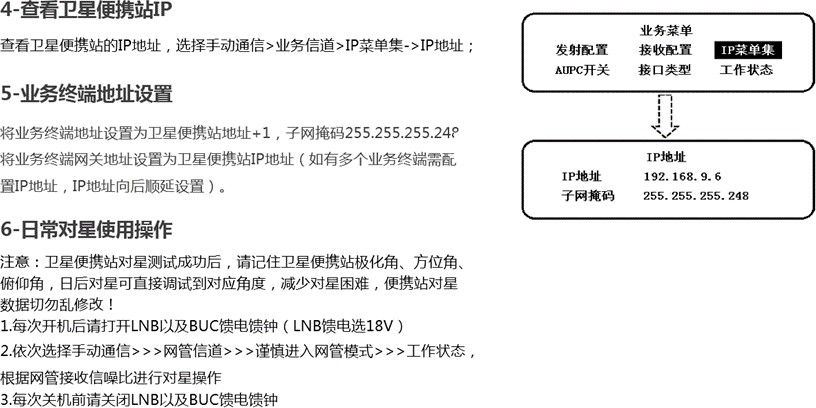 4-查看卫星便携站IP
查看卫星便携站的IP地址，选择手动通信>业务信道>IP菜单集->IP地址；
5-业务终端地址设置
将业务终端地址设置为卫星便携站地址+1，子网掩码255.255.255.248
将业务终端网关地址设置为卫星便携站IP地址（如有多个业务终端需配
置IP地址，IP地址向后顺延设置）。
6-日常对星使用操作
注意：卫星便携站对星测试成功后，请记住卫星便携站极化角、方位角、
俯仰角，日后对星可直接调试到对应角度，减少对星困难，便携站对星
数据切勿乱修改！
1.每次开机后请打开LNB以及BUC馈电馈钟（LNB馈电选18V）
2.依次选择手动通信>>>网管信道>>>谨慎进入网管模式>>>工作状态，
根据网管接收信噪比进行对星操作
3.每次关机前请关闭LNB以及BUC馈电馈钟
业务菜单
发射配置 接收配置 IP菜单集
AUPC开关 接口类型 工作状态
IP地址
IP地址 192.168.9.6
子网掩码 255.255.255.248